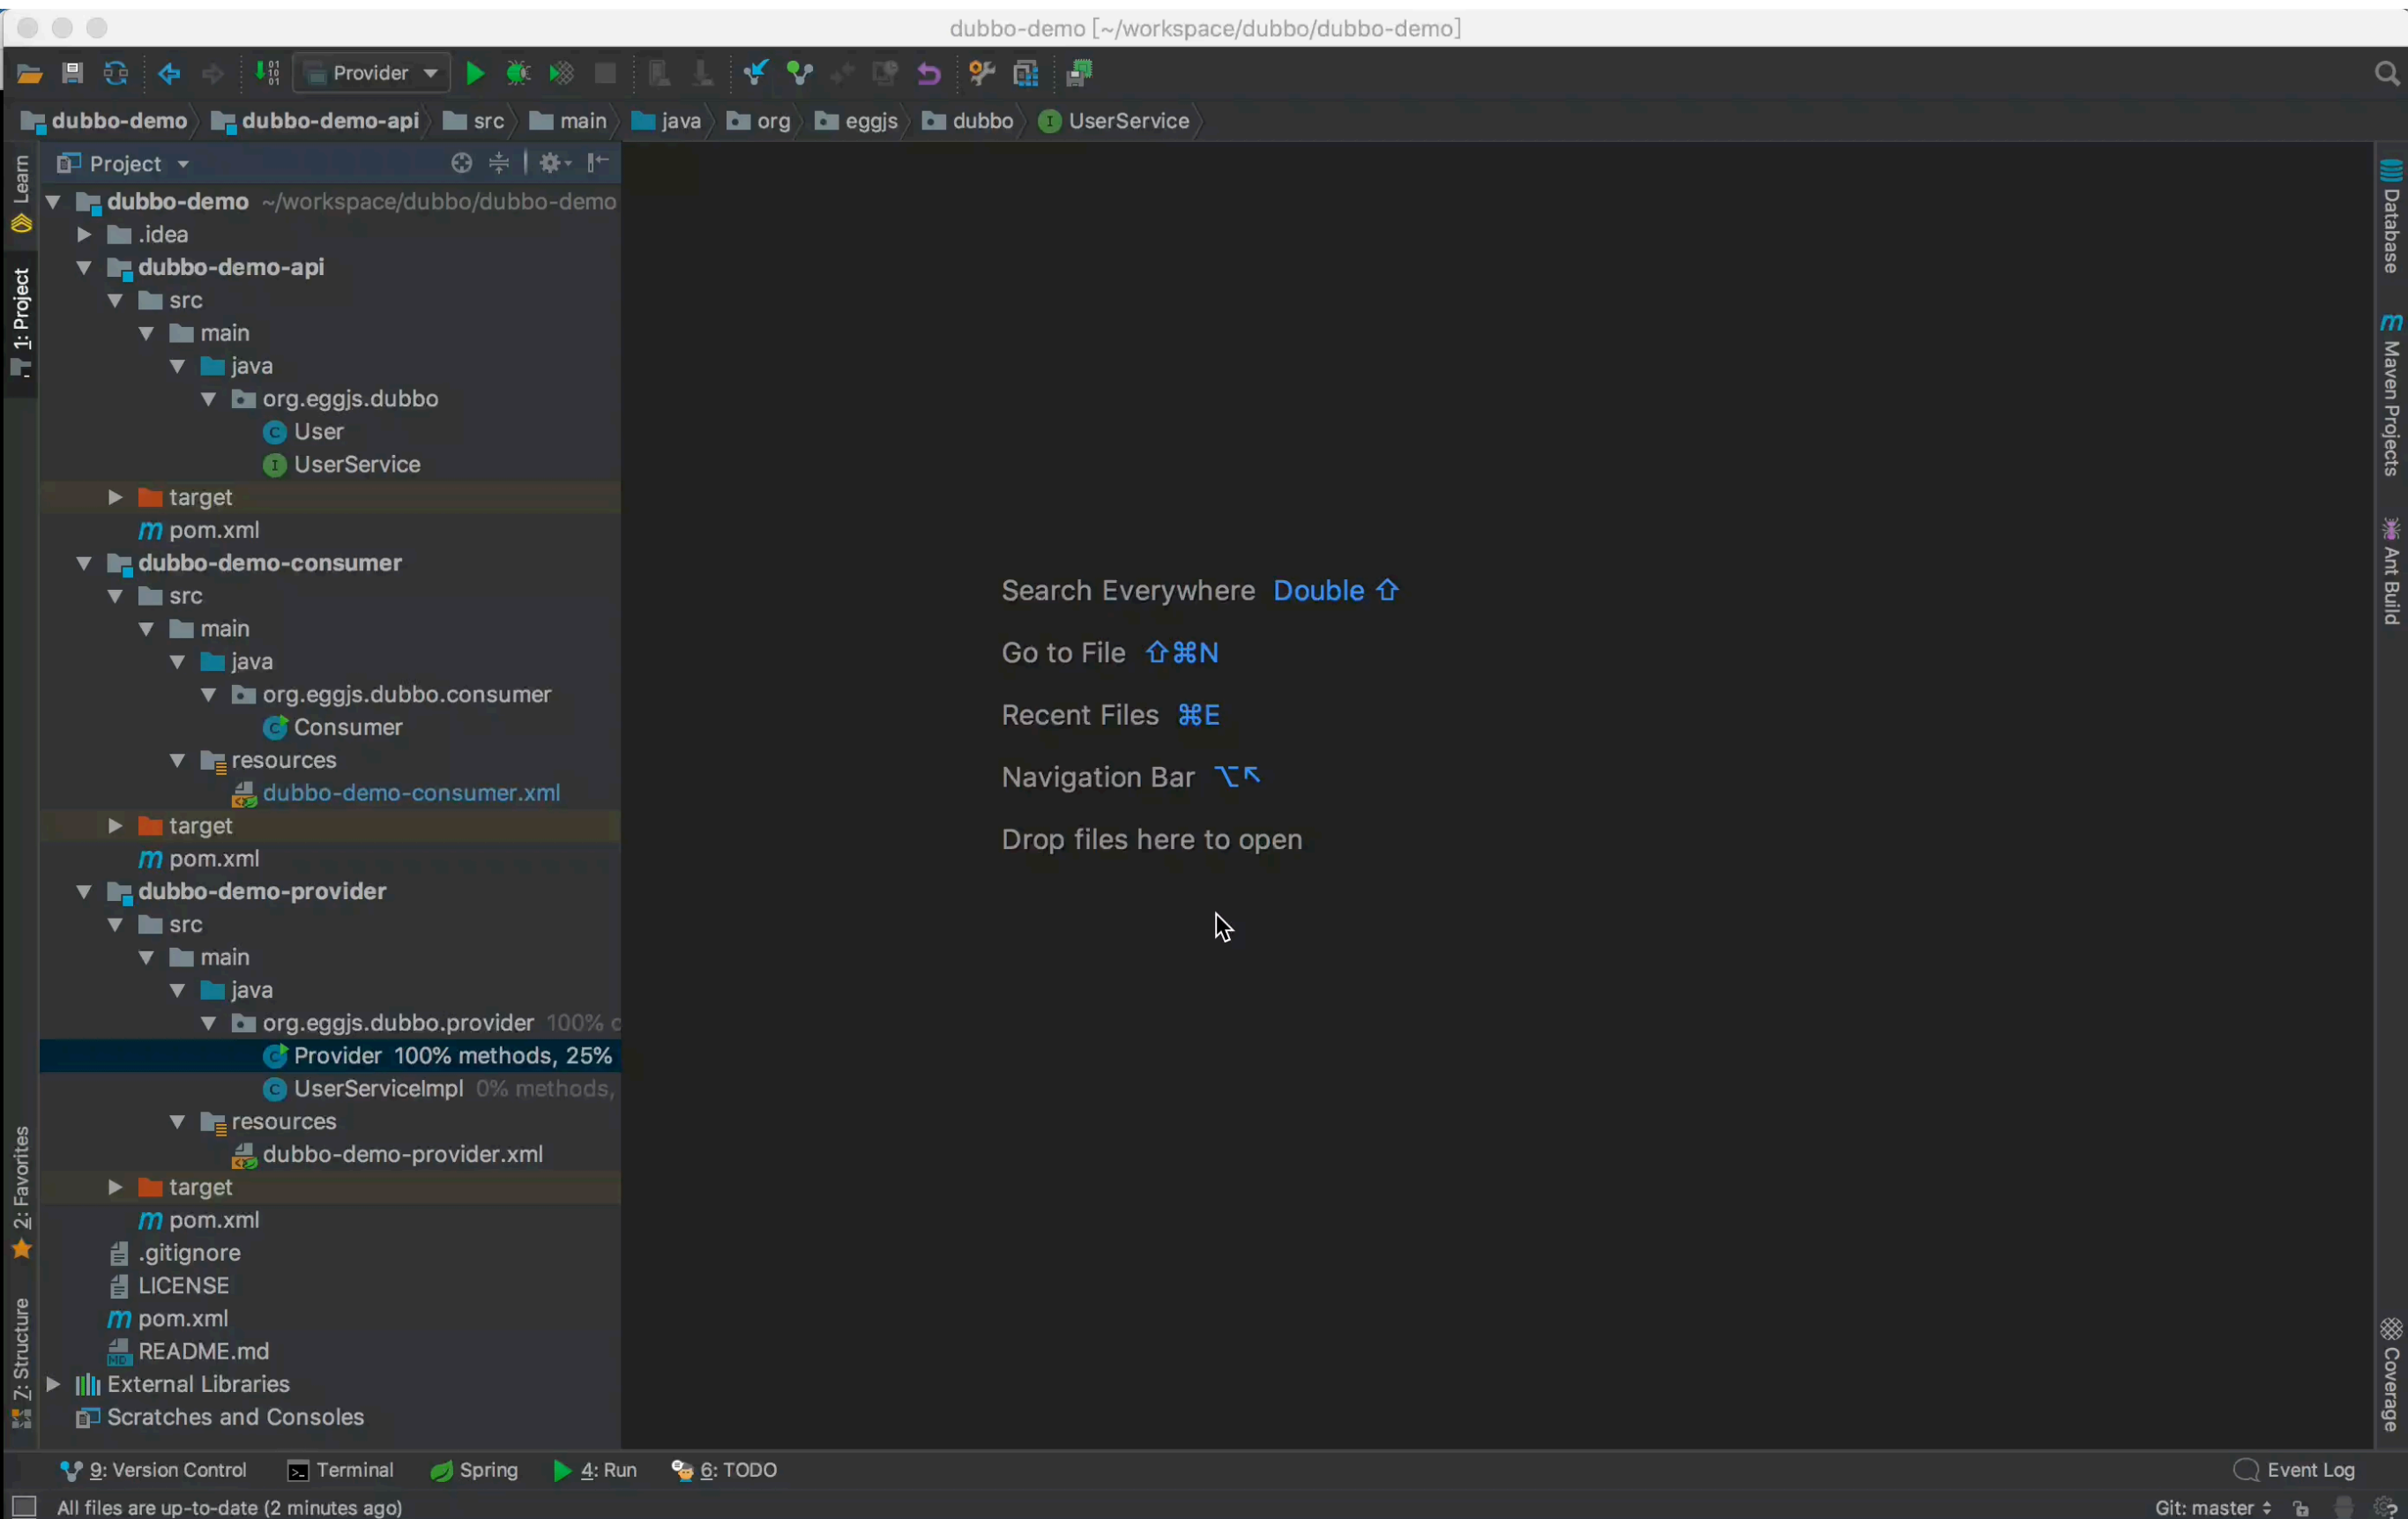 dubbo-demo [~/workspace/dubbo/dubbo-demo]
Provider
dubbo-demo dubbo-demo-api src main java org eggjs dubbo UserService
Project
dubbo-demo ~/workspace/dubbo/dubbo-demo
.idea
dubbo-demo-api
src
main
java
org.eggjs.dubbo
User
UserService
target
pom.xml
dubbo-demo-consumer
src
main
java
org.eggjs.dubbo.consumer
Consumer
resources
dubbo-demo-consumer.xml
target
pom.xml
dubbo-demo-provider
src
main
java
org.eggjs.dubbo.provider 100% c
Provider 100% methods, 25%
UserServiceImpl 0% methods,
resources
dubbo-demo-provider.xml
target
pom.xml
.gitignore
LICENSE
pom.xml
README.md
External Libraries
Scratches and Consoles
Learn
1: Project
2: Favorites
7: Structure
Search Everywhere Double ⇧
Go to File ⇧⌘N
Recent Files ⌘E
Navigation Bar ⌥↖
Drop files here to open
Database
Maven Projects
Ant Build
Coverage
9: Version Control Terminal Spring 4: Run 6: TODO Event Log
All files are up-to-date (2 minutes ago) Git: master